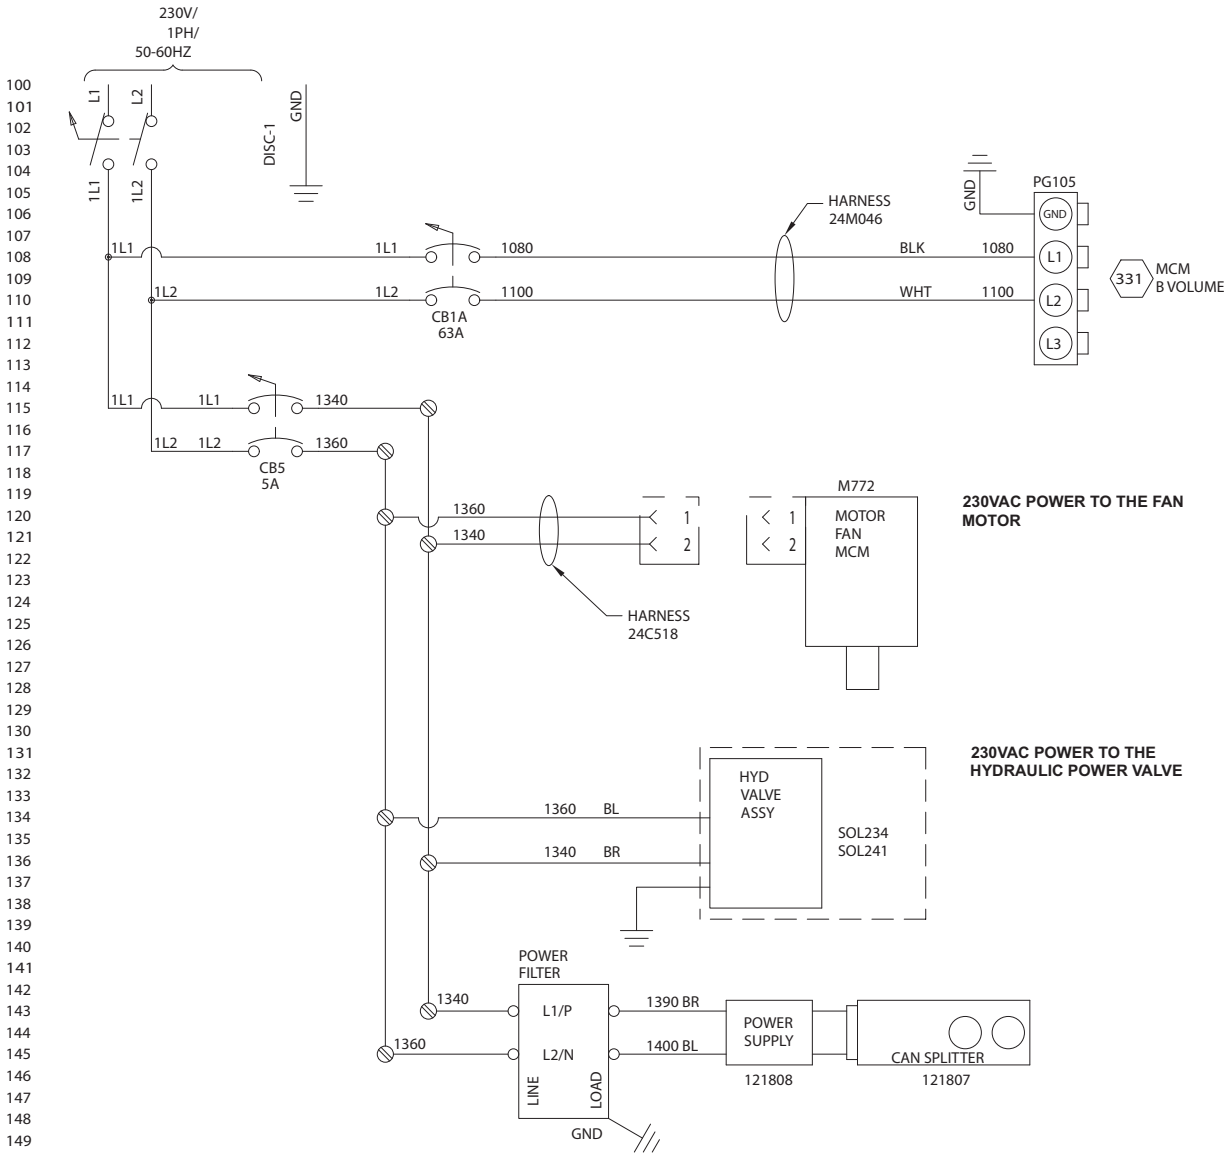 230V/
1PH/
50-60HZ
100
101
102
103
104
105
106
107
108
109
110
111
112
113
114
115
116
117
118
119
120
121
122
123
124
125
126
127
128
129
130
131
132
133
134
135
136
137
138
139
140
141
142
143
144
145
146
147
148
149
L1
L2
DISC-1
GND
1L1
1L2
1L1
1L1
1080
1L2
1L2
1100
CB1A
63A
HARNESS
24M046
BLK
1080
WHT
1100
GND
PG105
GND
L1
L2
L3
331
MCM
B VOLUME
1L1
1L1
1340
1L2
1L2
1360
CB5
5A
1360
1340
1
2
HARNESS
24C518
1
2
M772
MOTOR
FAN
MCM
230VAC POWER TO THE FAN
MOTOR
1360 BL
1340 BR
HYD
VALVE
ASSY
SOL234
SOL241
230VAC POWER TO THE
HYDRAULIC POWER VALVE
POWER
FILTER
1340
1360
L1/P
L2/N
LINE
LOAD
GND
1390 BR
1400 BL
POWER
SUPPLY
121808
CAN SPLITTER
121807